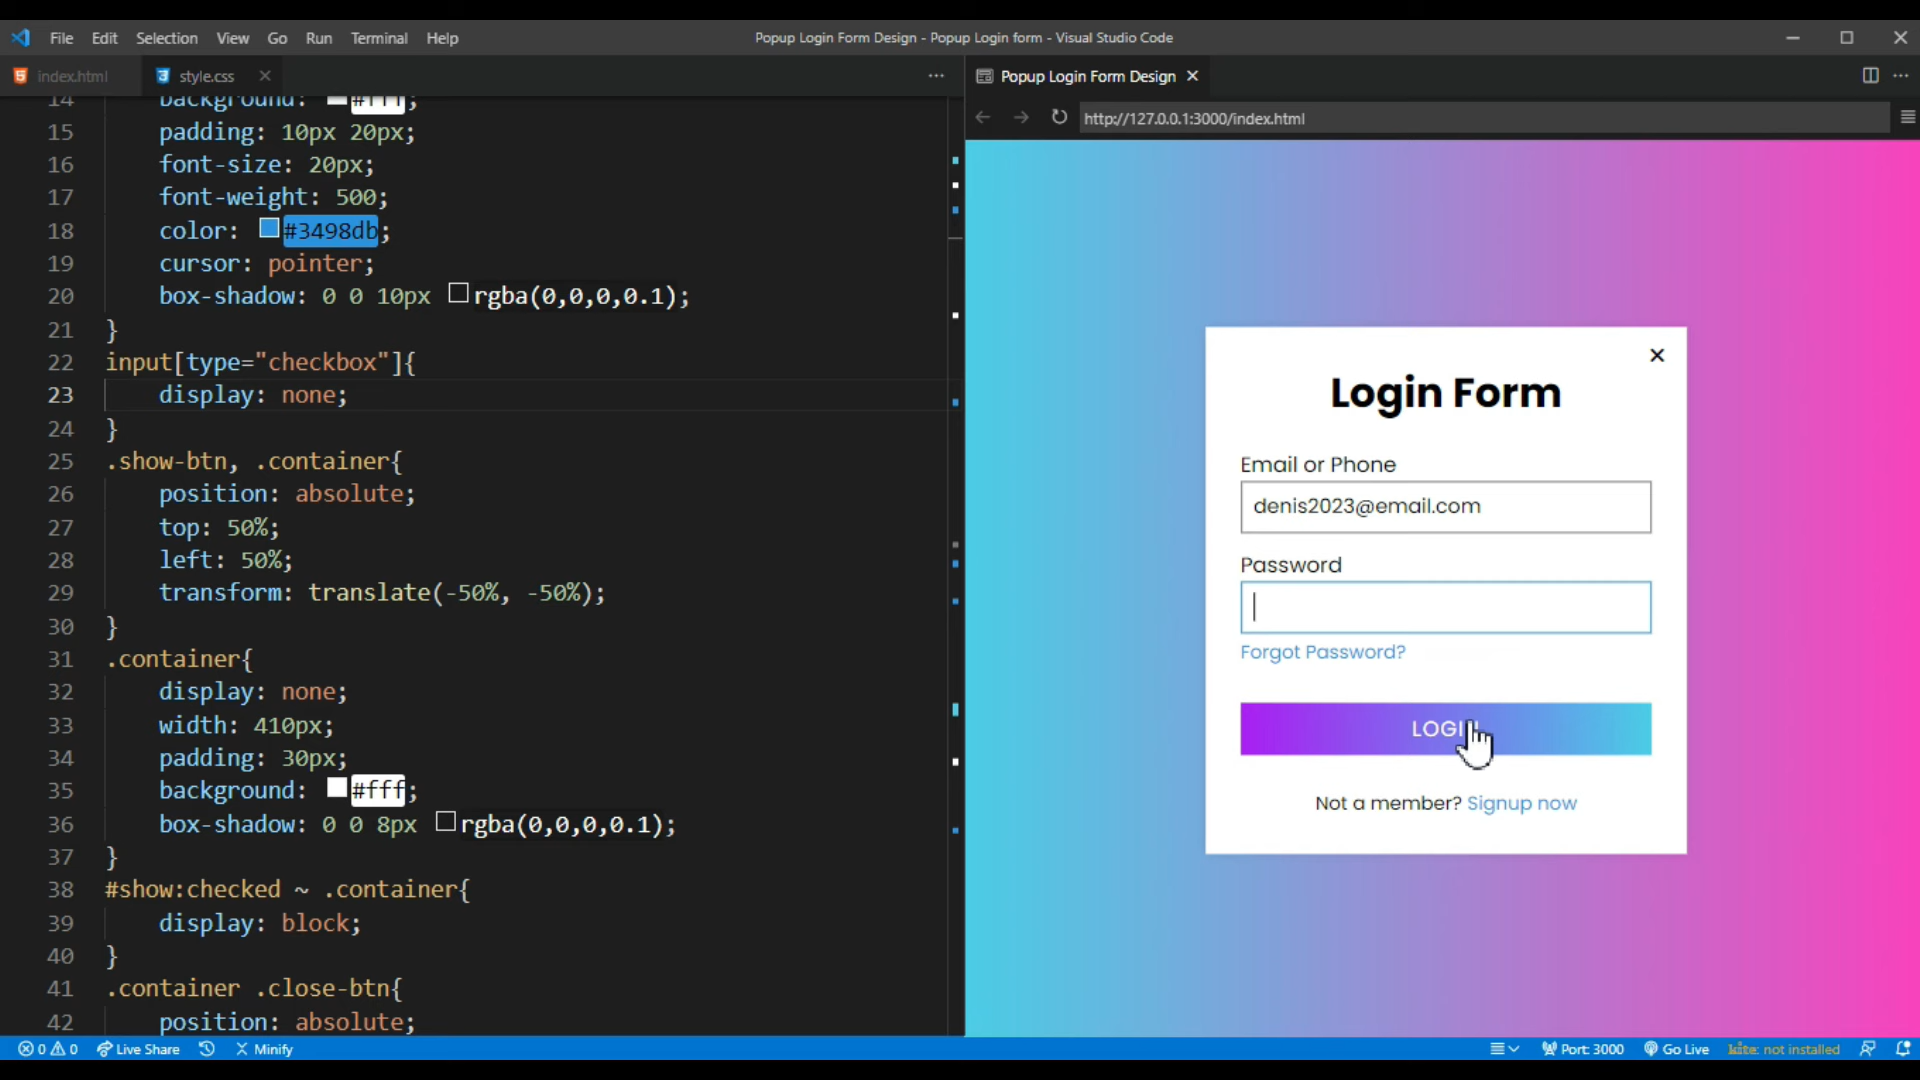 File Edit Selection View Go Run Terminal Help
Popup Login Form Design - Popup Login form - Visual Studio Code
index.html style.css
14 background: #fff;
15 padding: 10px 20px;
16 font-size: 20px;
17 font-weight: 500;
18 color: #3498db;
19 cursor: pointer;
20 box-shadow: 0 0 10px rgba(0,0,0,0.1);
21 }
22 input[type="checkbox"]{
23 display: none;
24 }
25 .show-btn, .container{
26 position: absolute;
27 top: 50%;
28 left: 50%;
29 transform: translate(-50%, -50%);
30 }
31 .container{
32 display: none;
33 width: 410px;
34 padding: 30px;
35 background: #fff;
36 box-shadow: 0 0 8px rgba(0,0,0,0.1);
37 }
38 #show:checked ~ .container{
39 display: block;
40 }
41 .container .close-btn{
42 position: absolute;
Popup Login Form Design
http://127.0.0.1:3000/index.html
Login Form
Email or Phone
denis2023@email.com
Password
Forgot Password?
LOGIN
Not a member? Signup now
0 0 Live Share Minify
Port: 3000 Go Live kite: not installed